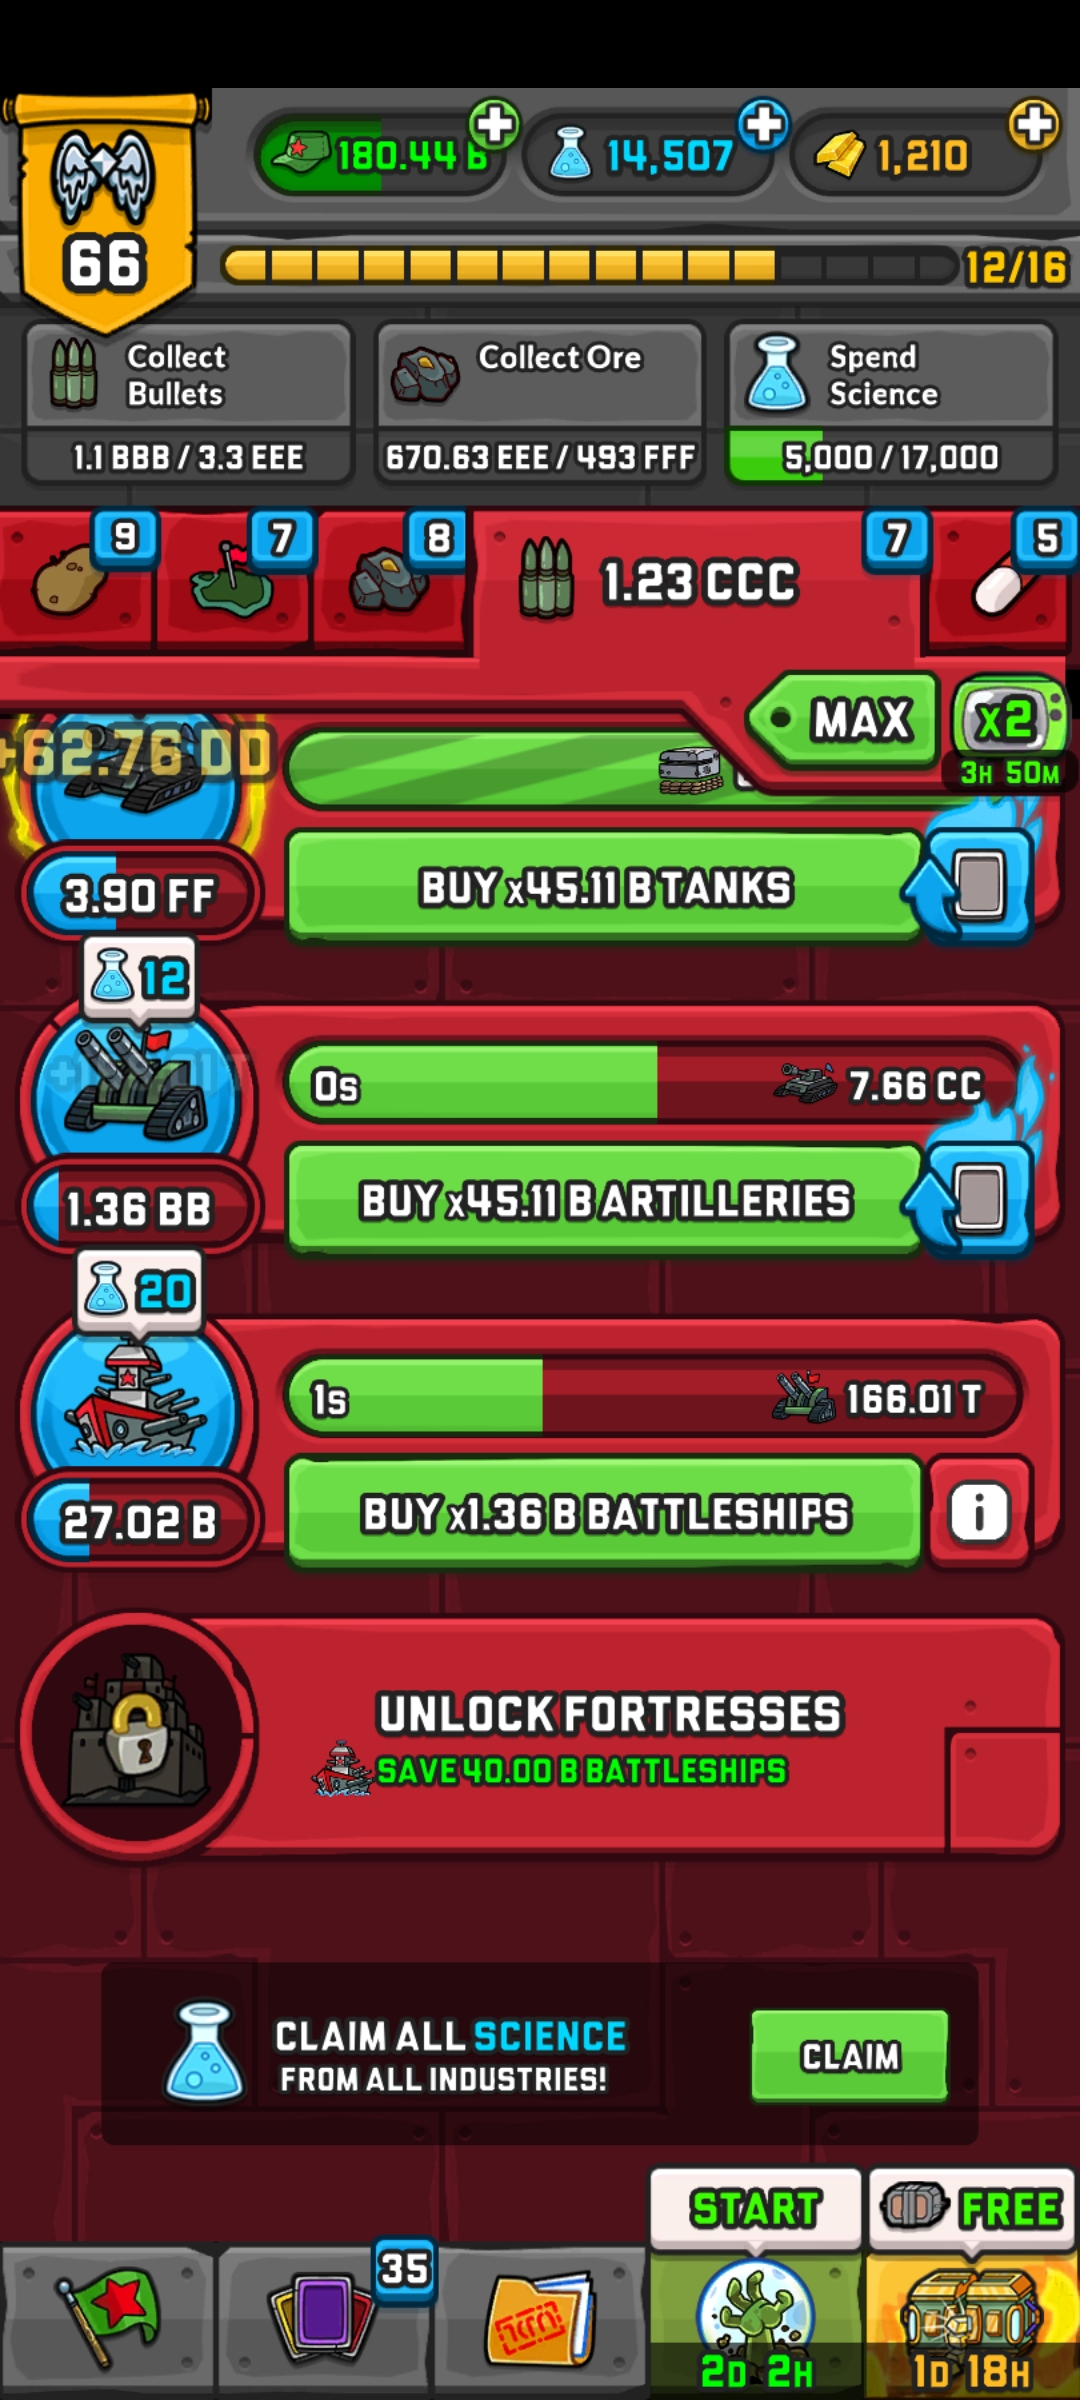 180.44 B
14,507
1,210
66
12/16
Collect
Bullets
1.1 BBB / 3.3 EEE
Collect Ore
670.63 EEE / 493 FFF
Spend
Science
5,000 / 17,000
9
7
8
1.23 CCC
7
5
MAX
x2
3H 50M
+62.76 DD
3.90 FF
BUY x45.11 B TANKS
12
0s
7.66 CC
1.36 BB
BUY x45.11 B ARTILLERIES
20
1s
166.01 T
27.02 B
BUY x1.36 B BATTLESHIPS
i
UNLOCK FORTRESSES
SAVE 40.00 B BATTLESHIPS
CLAIM ALL SCIENCE
FROM ALL INDUSTRIES!
CLAIM
START
FREE
35
2D 2H
1D 18H